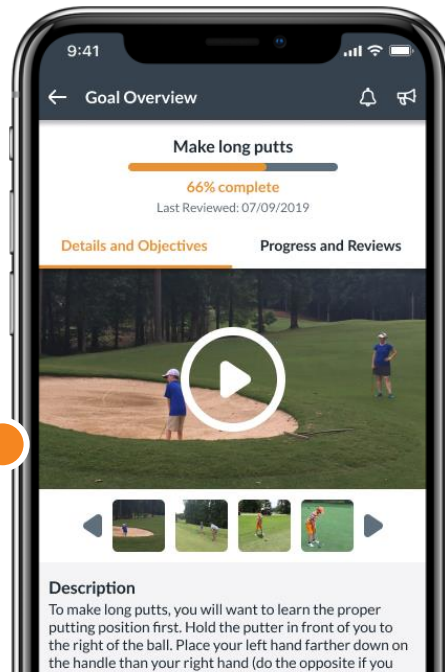 9:41
Goal Overview
Make long putts
66% complete
Last Reviewed: 07/09/2019
Details and Objectives
Progress and Reviews
Description
To make long putts, you will want to learn the proper
putting position first. Hold the putter in front of you to
the right of the ball. Place your left hand farther down on
the handle than your right hand (do the opposite if you